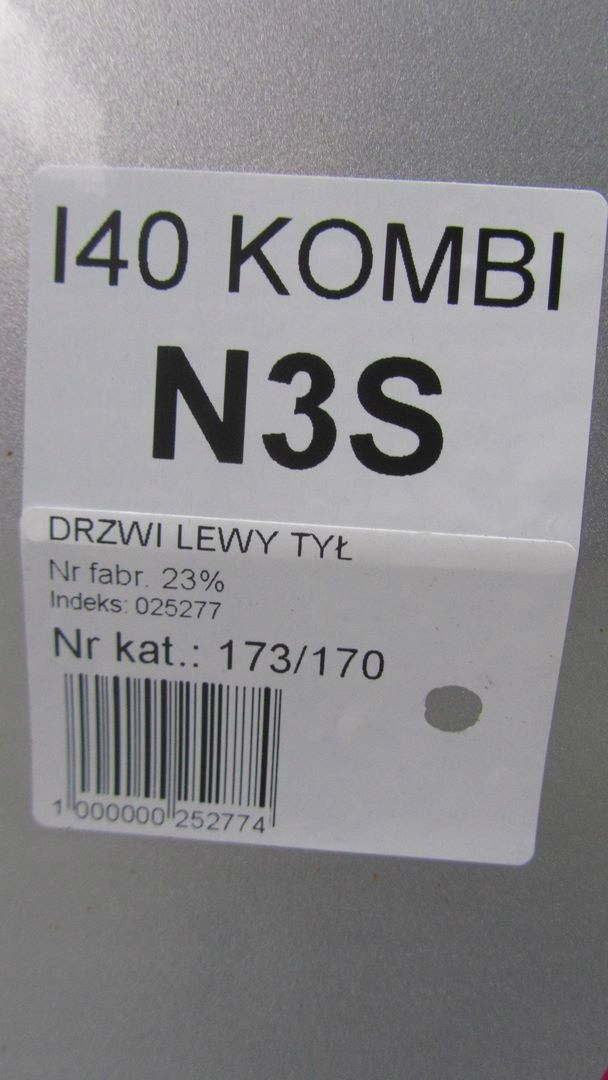 I40 KOMBI
N3S
DRZWI LEWY TYŁ
Nr fabr. 23%
Indeks: 025277
Nr kat.: 173/170
1 000000 252774